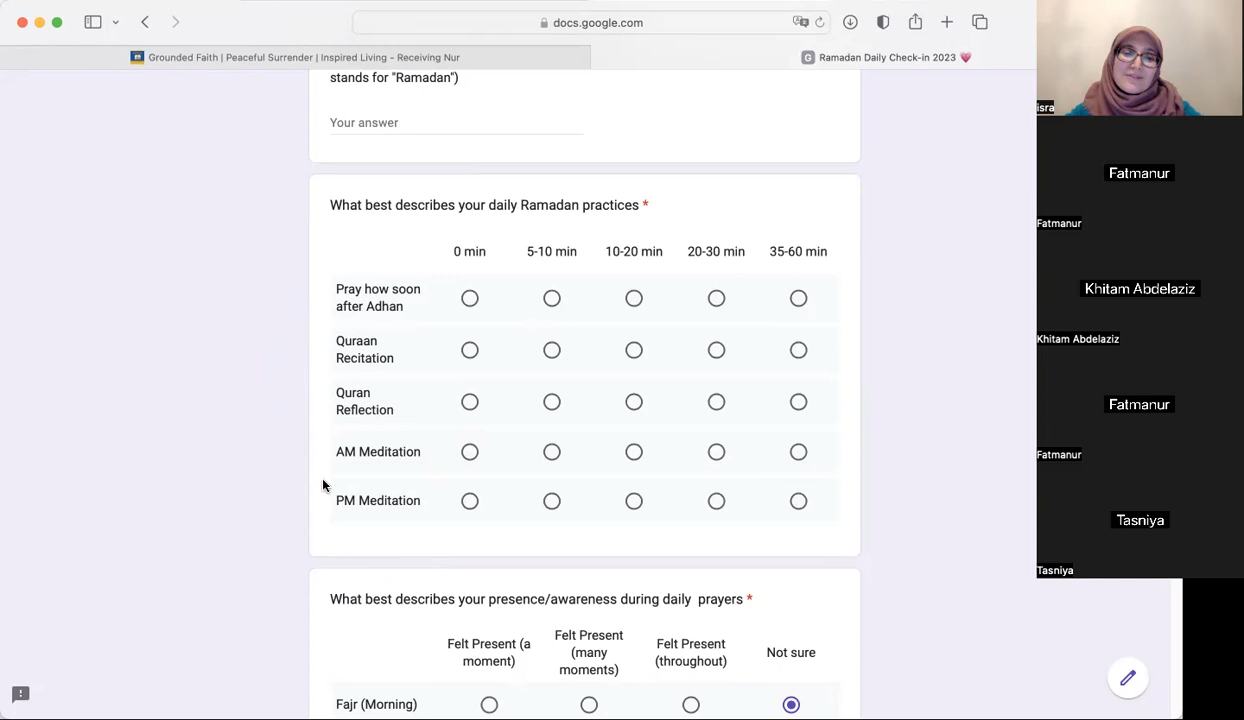 docs.google.com
Grounded Faith | Peaceful Surrender | Inspired Living - Receiving Nur
G Ramadan Daily Check-in 2023 💗
stands for "Ramadan")
Your answer
What best describes your daily Ramadan practices *
0 min 5-10 min 10-20 min 20-30 min 35-60 min
Pray how soon
after Adhan
Quraan
Recitation
Quran
Reflection
AM Meditation
PM Meditation
What best describes your presence/awareness during daily prayers *
Felt Present (a
moment)
Felt Present
(many
moments)
Felt Present
(throughout)
Not sure
Fajr (Morning)
isra
Fatmanur
Fatmanur
Khitam Abdelaziz
Khitam Abdelaziz
Fatmanur
Fatmanur
Tasniya
Tasniya